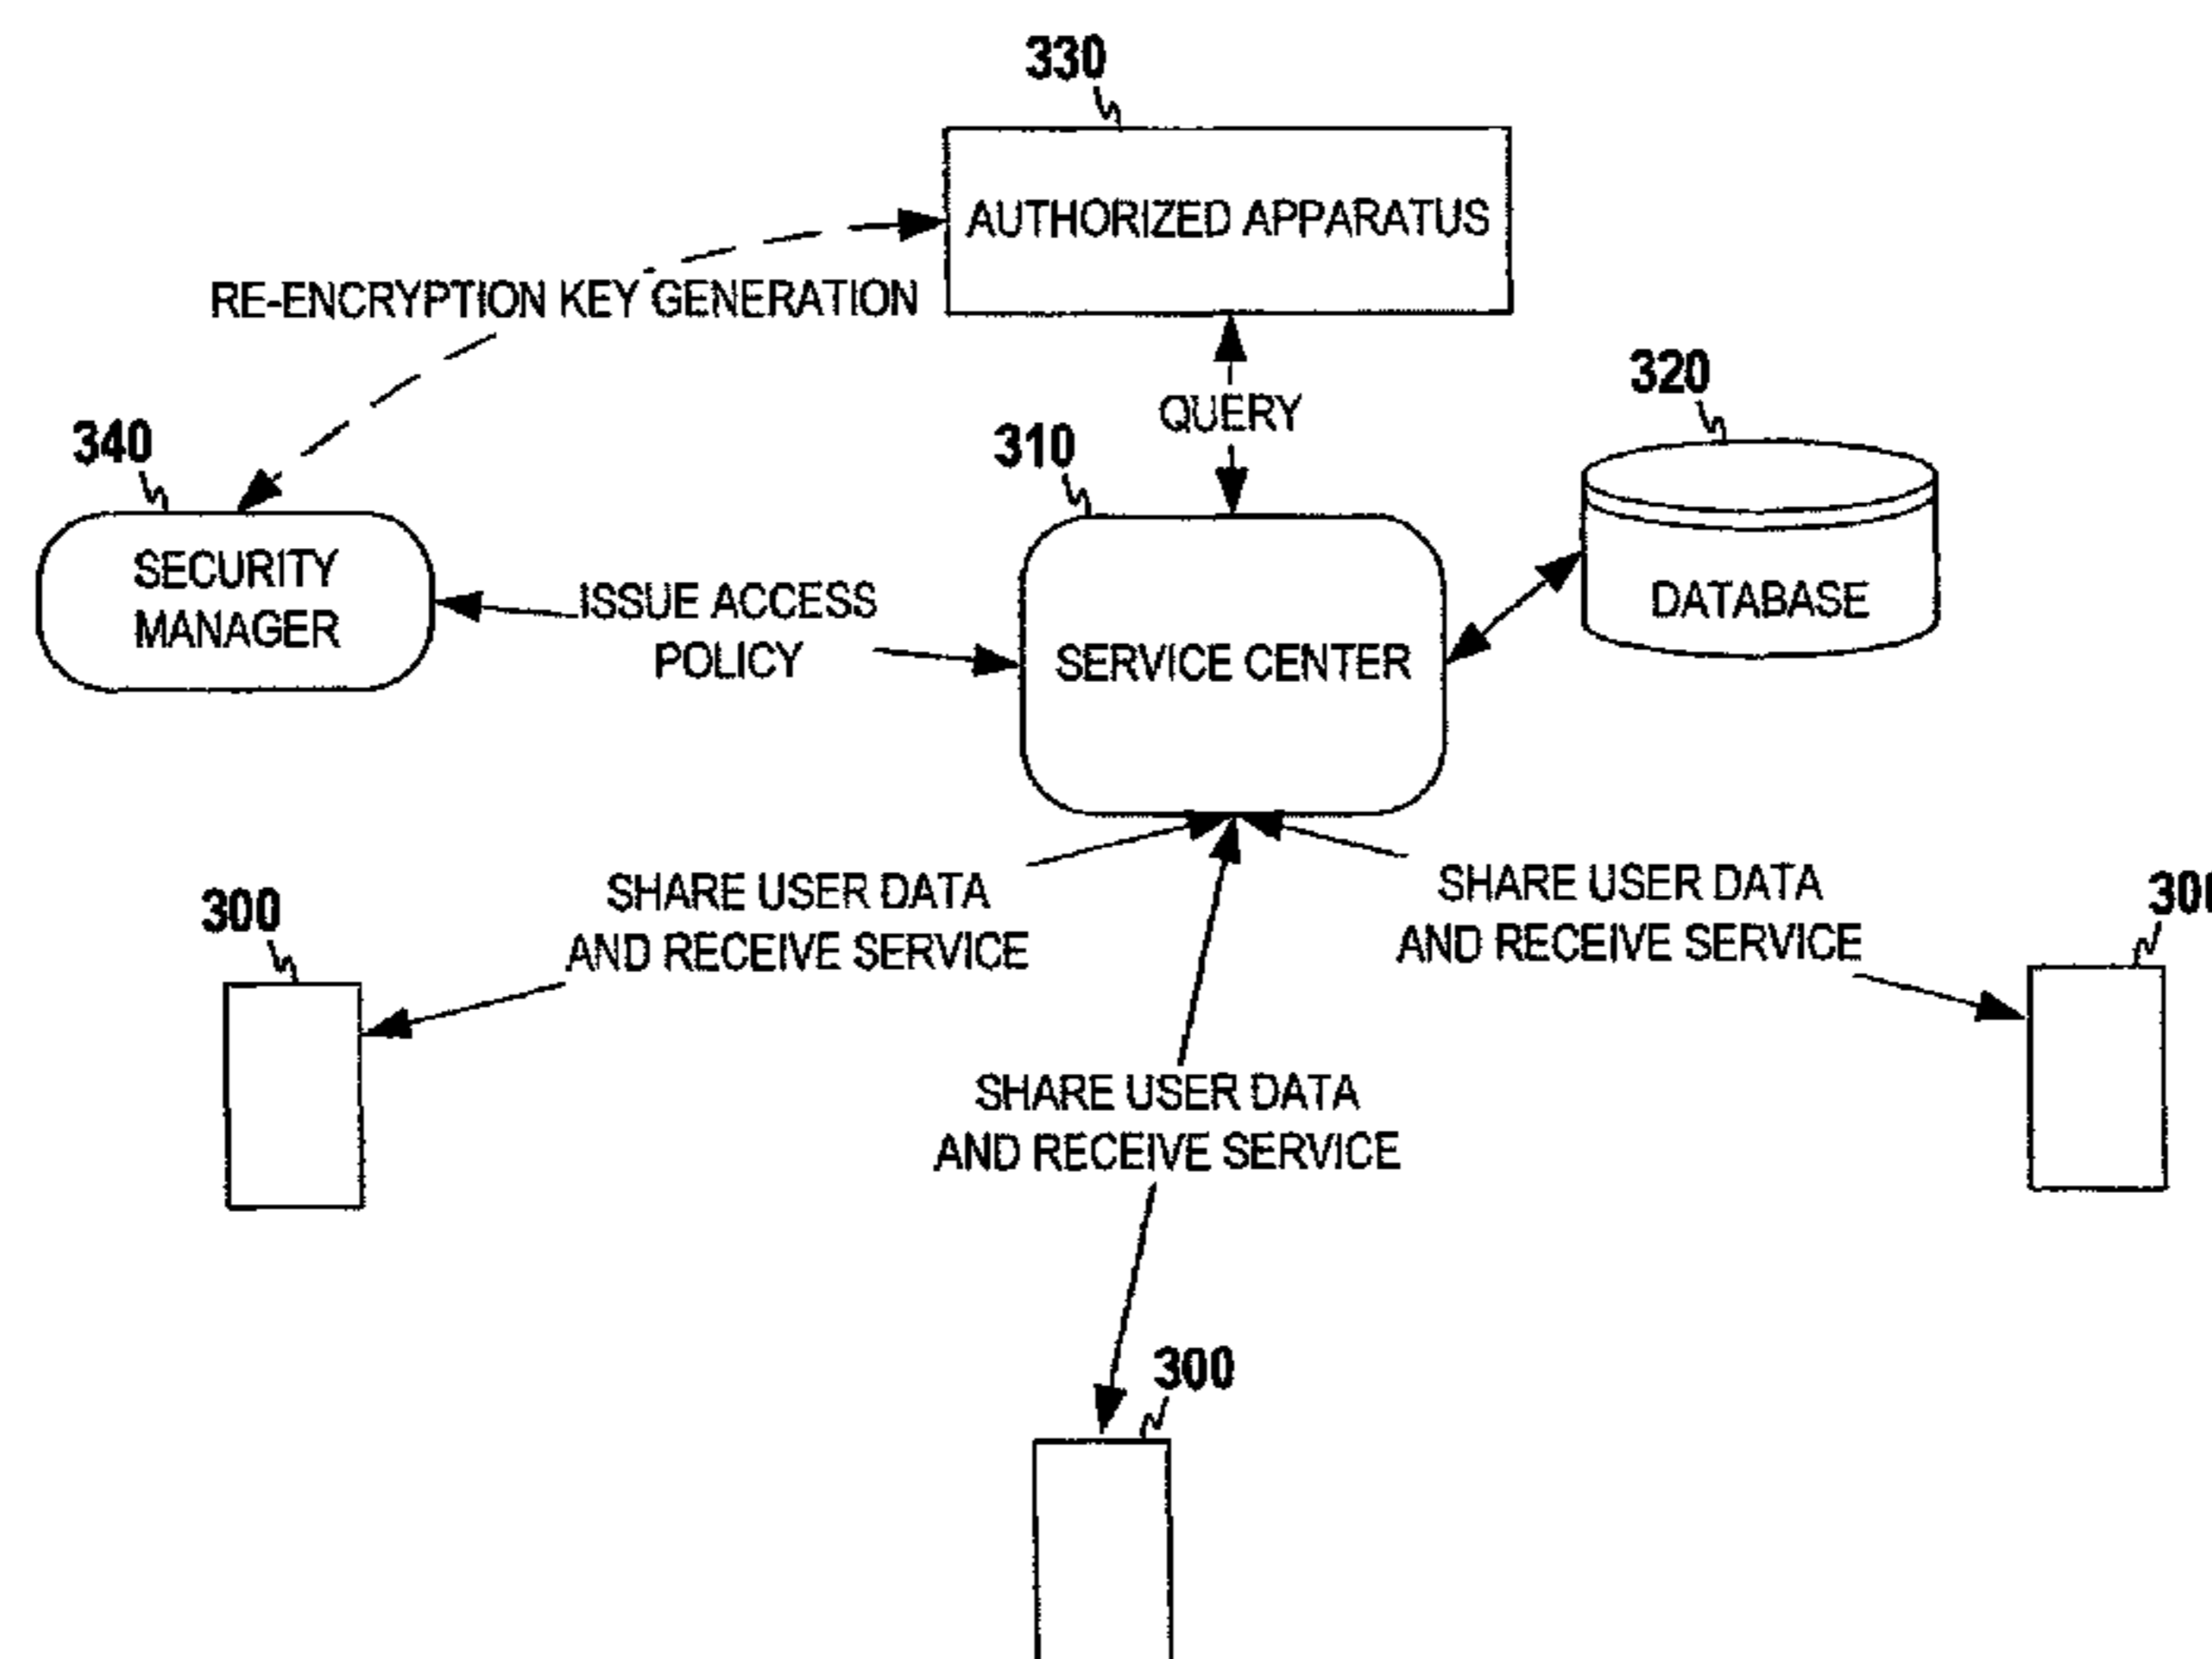 330
AUTHORIZED APPARATUS
RE-ENCRYPTION KEY GENERATION
320
QUERY
340
310
SECURITY
MANAGER
ISSUE ACCESS
POLICY
SERVICE CENTER
DATABASE
SHARE USER DATA
AND RECEIVE SERVICE
SHARE USER DATA
AND RECEIVE SERVICE
300
300
SHARE USER DATA
AND RECEIVE SERVICE
300